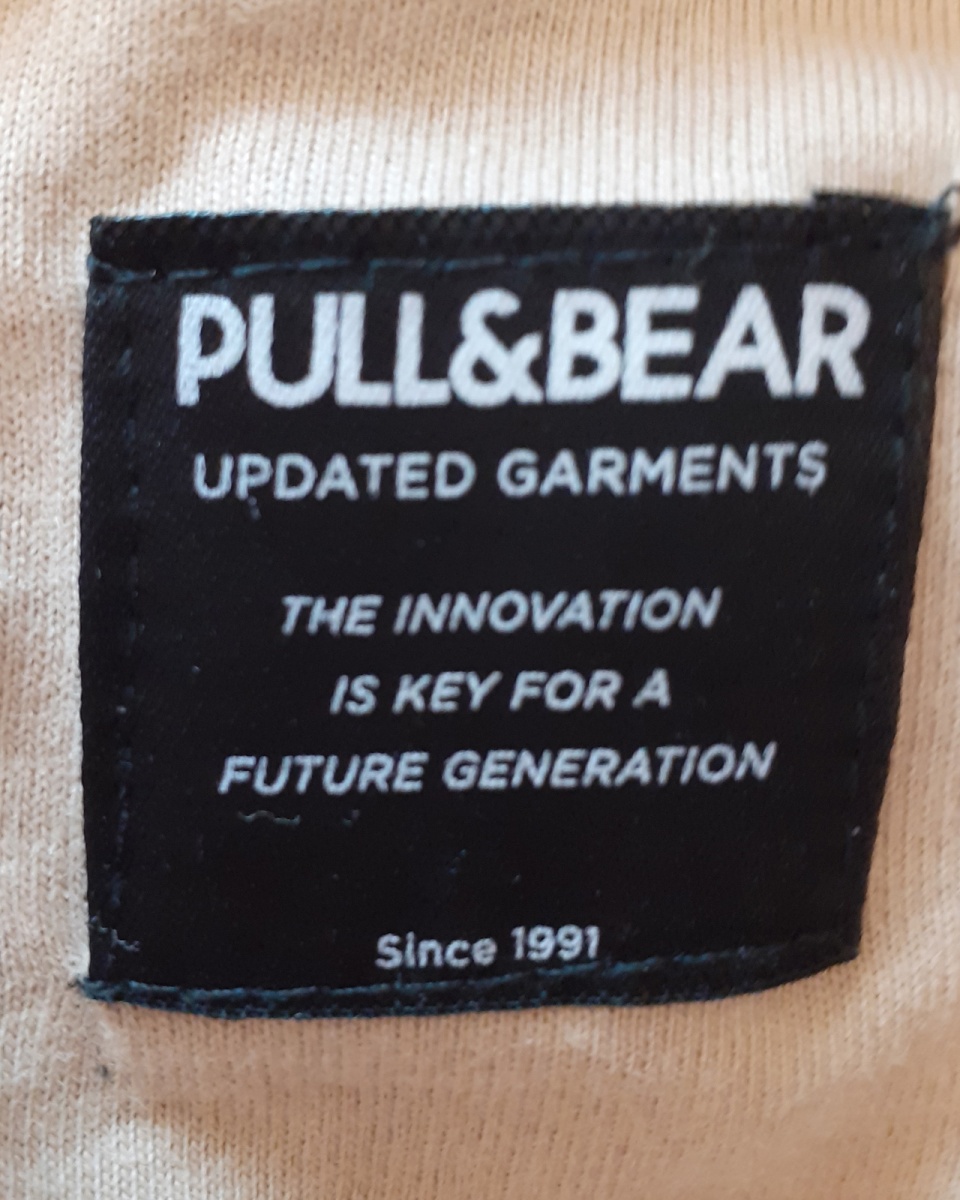 PULL&BEAR
UPDATED GARMENTS
THE INNOVATION
IS KEY FOR A
FUTURE GENERATION
Since 1991